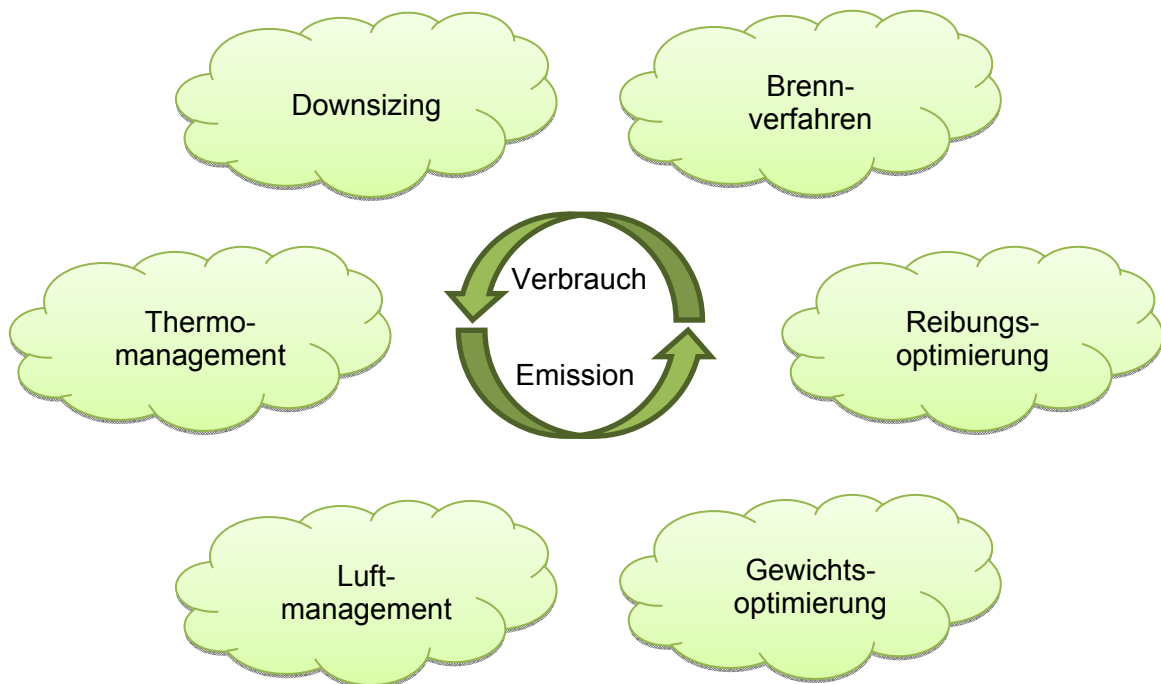 Downsizing
Brenn-
verfahren
Verbrauch
Thermo-
management
Reibungs-
optimierung
Emission
Luft-
management
Gewichts-
optimierung